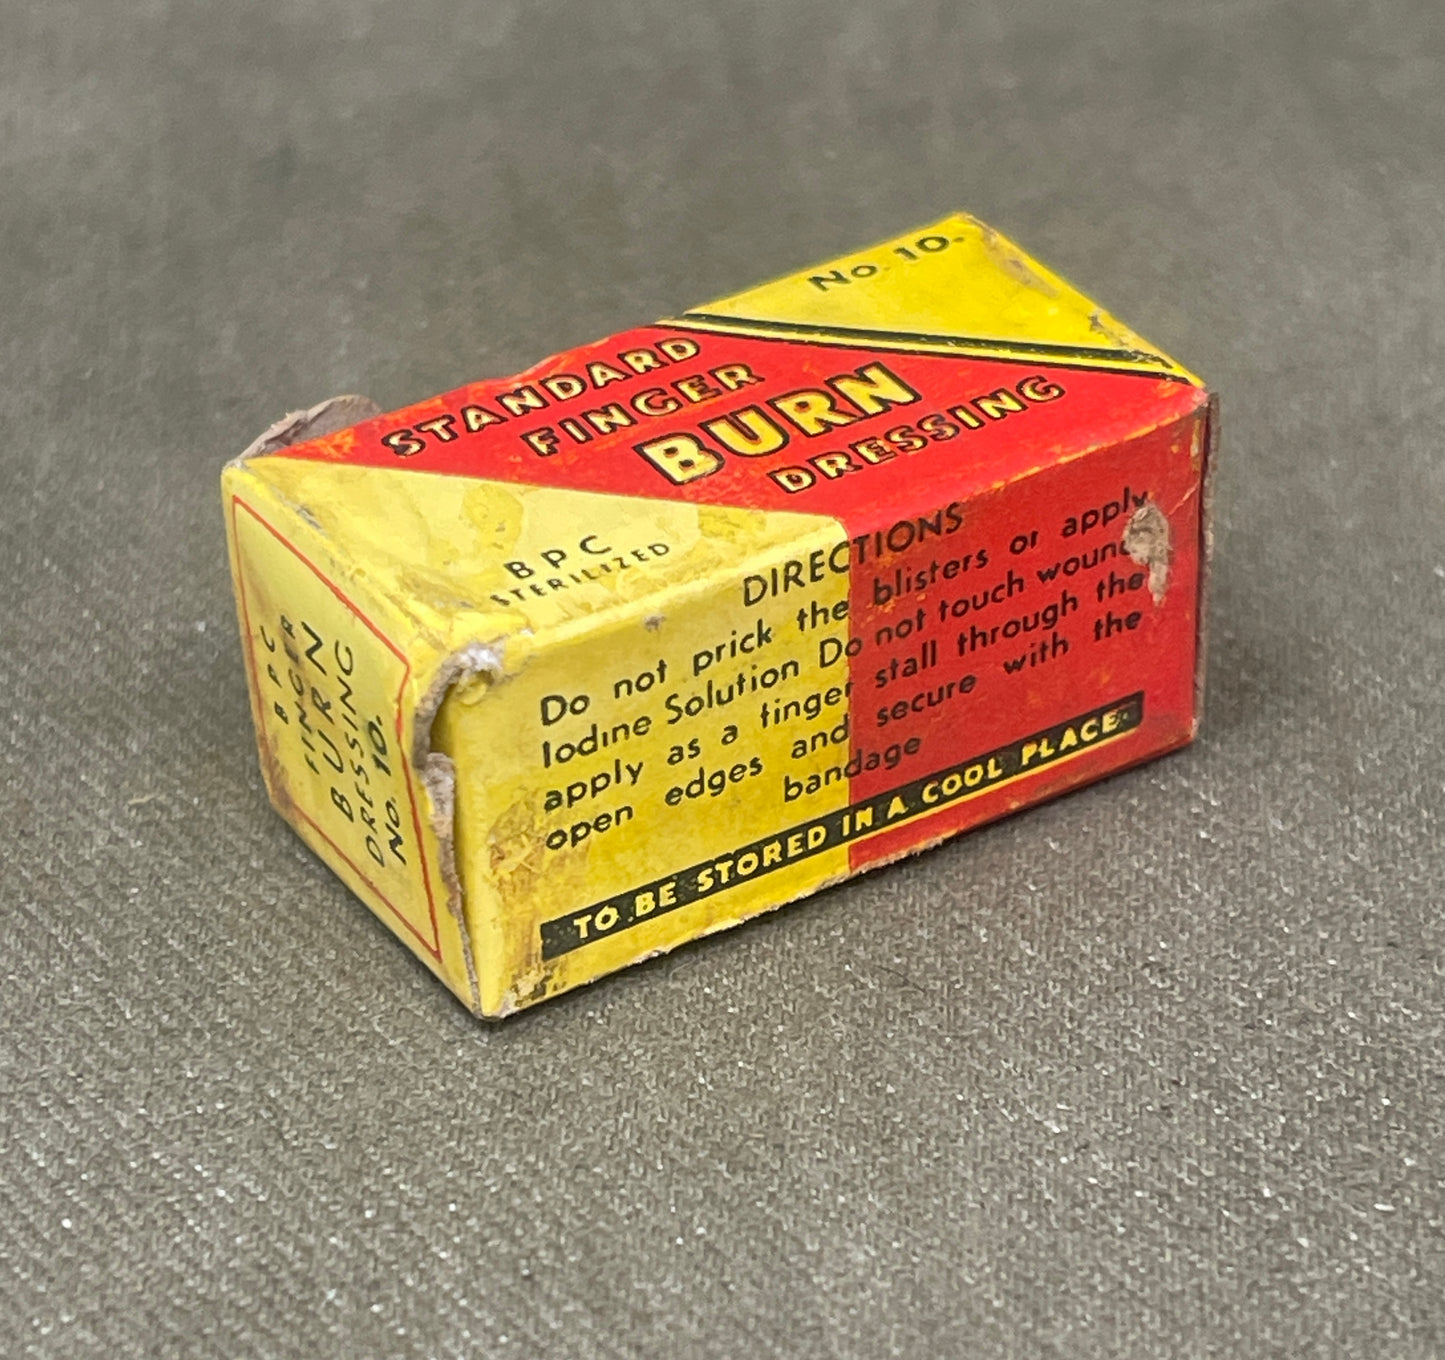 No. 10.
STANDARD
FINGER
BURN
DRESSING
BPC
STERILIZED
DIRECTIONS
Do not prick the blisters or apply
Iodine Solution Do not touch wound
apply as a finger stall through the
open edges and secure with the
bandage
TO BE STORED IN A COOL PLACE.
BPC
FINGER
BURN
DRESSING
No. 10.